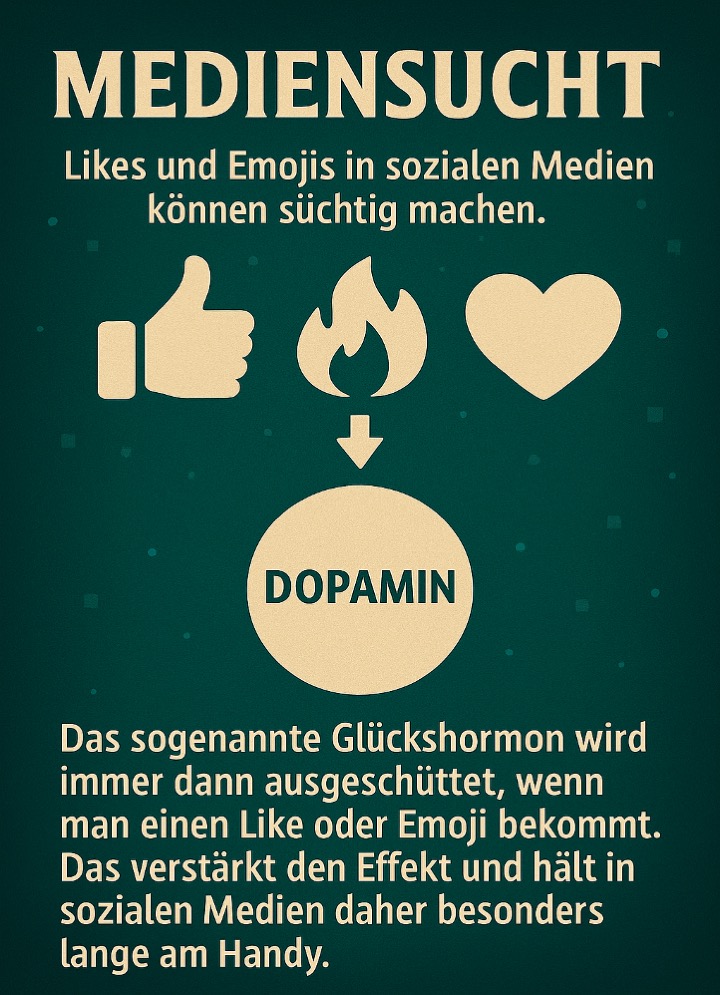 MEDIENSUCHT
Likes und Emojis in sozialen Medien
können süchtig machen.
DOPAMIN
Das sogenannte Glückshormon wird
immer dann ausgeschüttet, wenn
man einen Like oder Emoji bekommt.
Das verstärkt den Effekt und hält in
sozialen Medien daher besonders
lange am Handy.